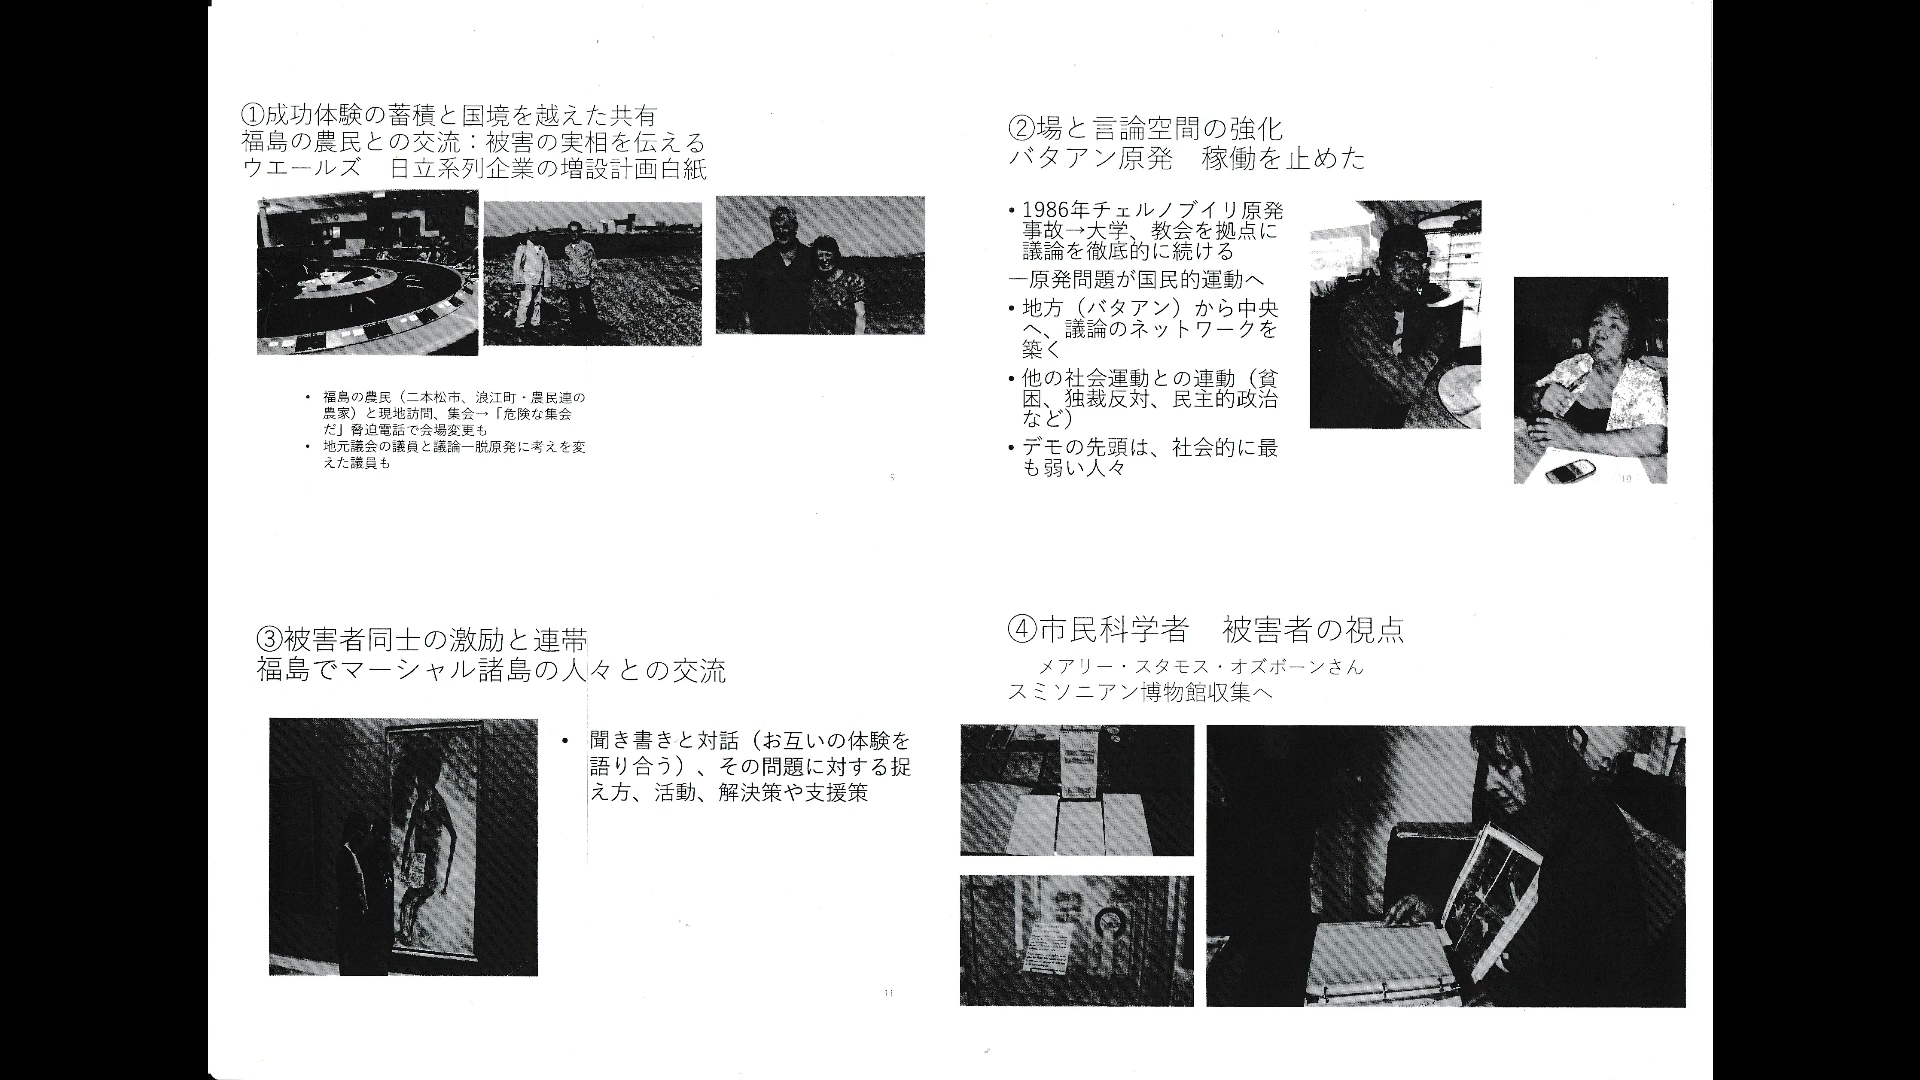 ①成功体験の蓄積と国境を越えた共有
福島の農民との交流：被害の実相を伝える
ウエールズ　日立系列企業の増設計画白紙
• 福島の農民（二本松市、浪江町・農民連の
農家）と現地訪問、集会→「危険な集会
だ」脅迫電話で会場変更も
• 地元議会の議員と議論―脱原発に考えを変
えた議員も
②場と言論空間の強化
バタアン原発　稼働を止めた
• 1986年チェルノブイリ原発
事故→大学、教会を拠点に
議論を徹底的に続ける
―原発問題が国民的運動へ
• 地方（バタアン）から中央
へ、議論のネットワークを
築く
• 他の社会運動との連動（貧
困、独裁反対、民主的政治
など）
• デモの先頭は、社会的に最
も弱い人々
10
③被害者同士の激励と連帯
福島でマーシャル諸島の人々との交流
• 聞き書きと対話（お互いの体験を
語り合う）、その問題に対する捉
え方、活動、解決策や支援策
11
④市民科学者　被害者の視点
メアリー・スタモス・オズボーンさん
スミソニアン博物館収集へ